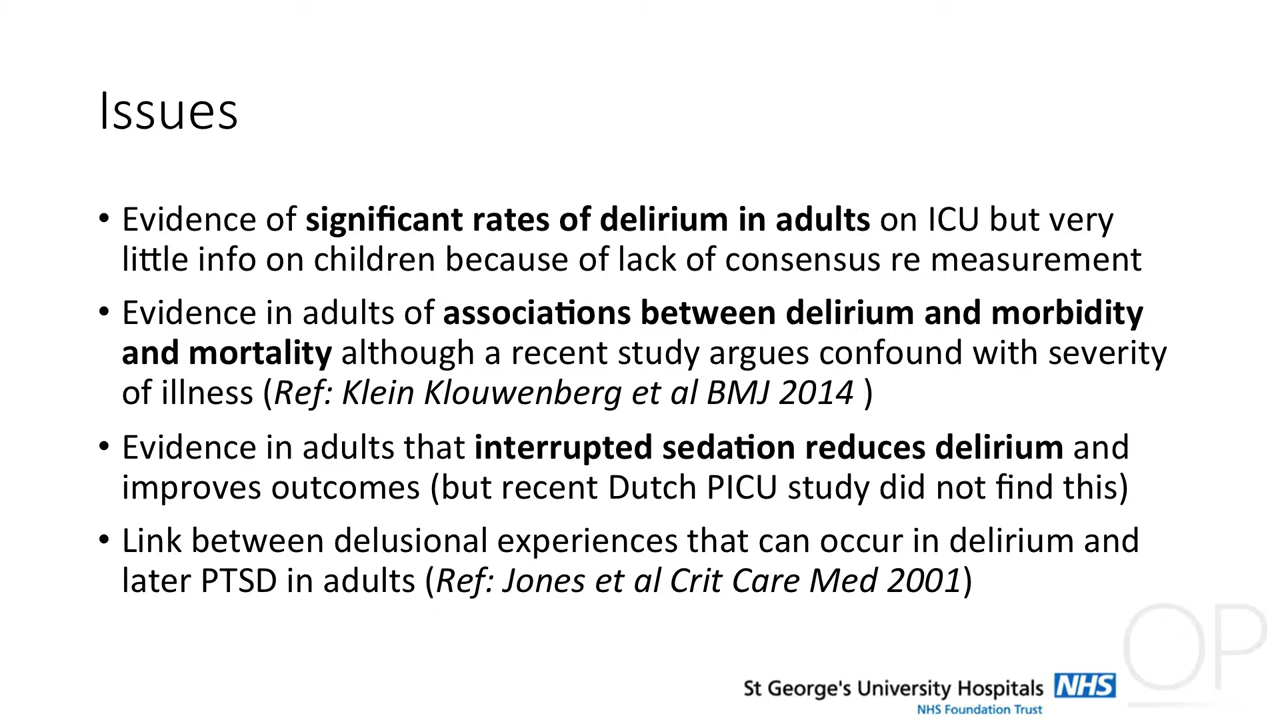 Issues
• Evidence of significant rates of delirium in adults on ICU but very
little info on children because of lack of consensus re measurement
• Evidence in adults of associations between delirium and morbidity
and mortality although a recent study argues confound with severity
of illness (Ref: Klein Klouwenberg et al BMJ 2014 )
• Evidence in adults that interrupted sedation reduces delirium and
improves outcomes (but recent Dutch PICU study did not find this)
• Link between delusional experiences that can occur in delirium and
later PTSD in adults (Ref: Jones et al Crit Care Med 2001)
OP
St George's University Hospitals NHS
NHS Foundation Trust